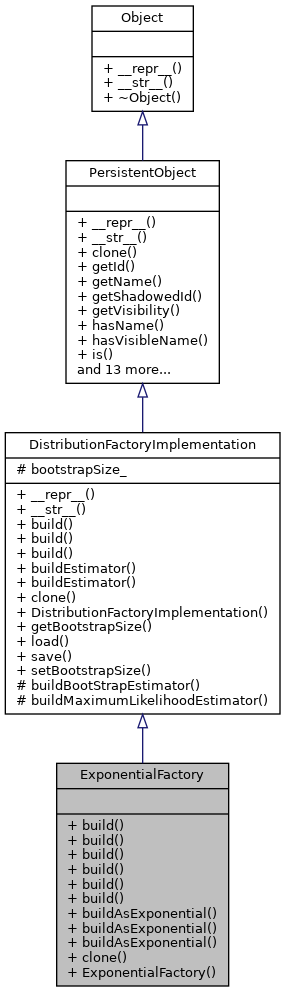 Object
+ __repr__()
+ __str__()
+ ~Object()
PersistentObject
+ __repr__()
+ __str__()
+ clone()
+ getId()
+ getName()
+ getShadowedId()
+ getVisibility()
+ hasName()
+ hasVisibleName()
+ is()
and 13 more...
DistributionFactoryImplementation
# bootstrapSize_
+ __repr__()
+ __str__()
+ build()
+ build()
+ build()
+ buildEstimator()
+ buildEstimator()
+ clone()
+ DistributionFactoryImplementation()
+ getBootstrapSize()
+ load()
+ save()
+ setBootstrapSize()
# buildBootStrapEstimator()
# buildMaximumLikelihoodEstimator()
ExponentialFactory
+ build()
+ build()
+ build()
+ build()
+ build()
+ build()
+ buildAsExponential()
+ buildAsExponential()
+ buildAsExponential()
+ clone()
+ ExponentialFactory()